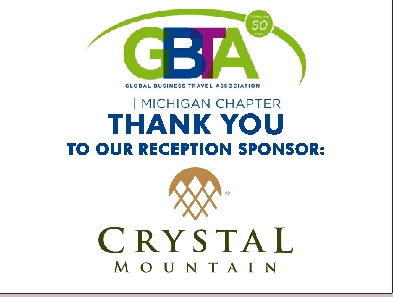 50
GBTA
GLOBAL BUSINESS TRAVEL ASSOCIATION
| MICHIGAN CHAPTER
THANK YOU
TO OUR RECEPTION SPONSOR:
®
CRYSTAL
MOUNTAIN